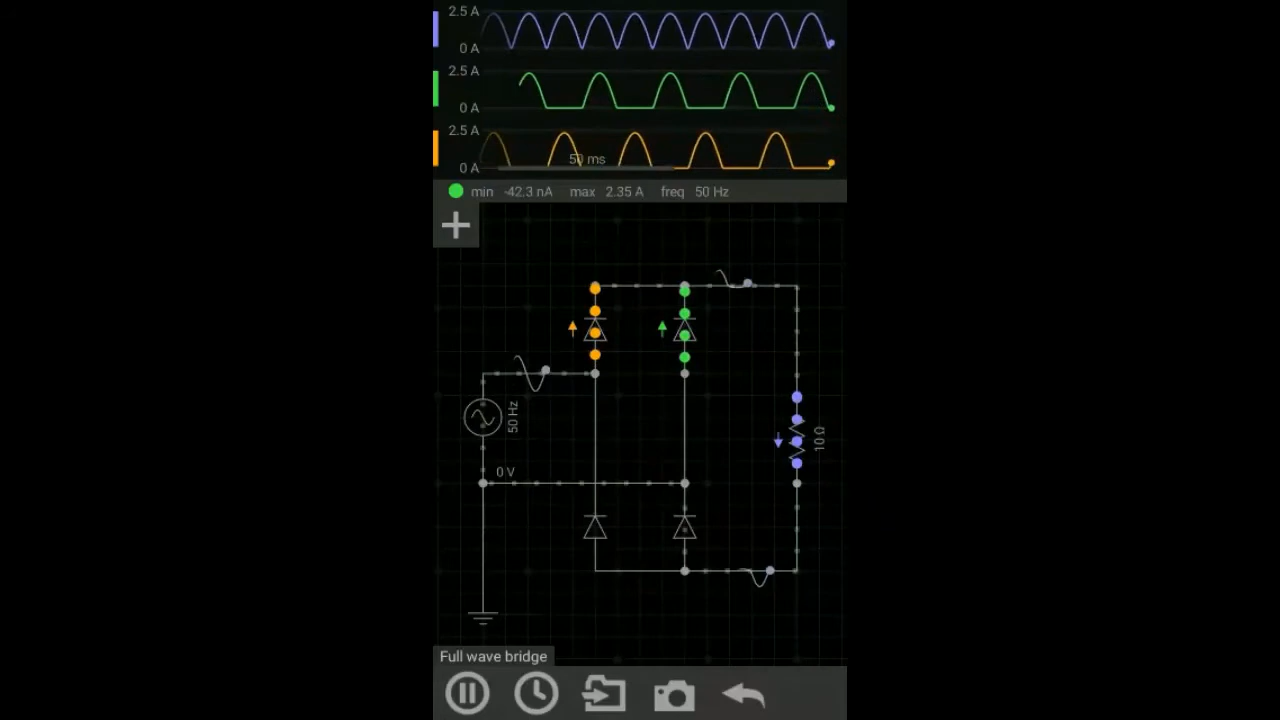 2.5 A
0 A
2.5 A
0 A
2.5 A
50 ms
0 A
min -42.3 nA max 2.35 A freq 50 Hz
50 Hz
10 Ω
0 V
Full wave bridge